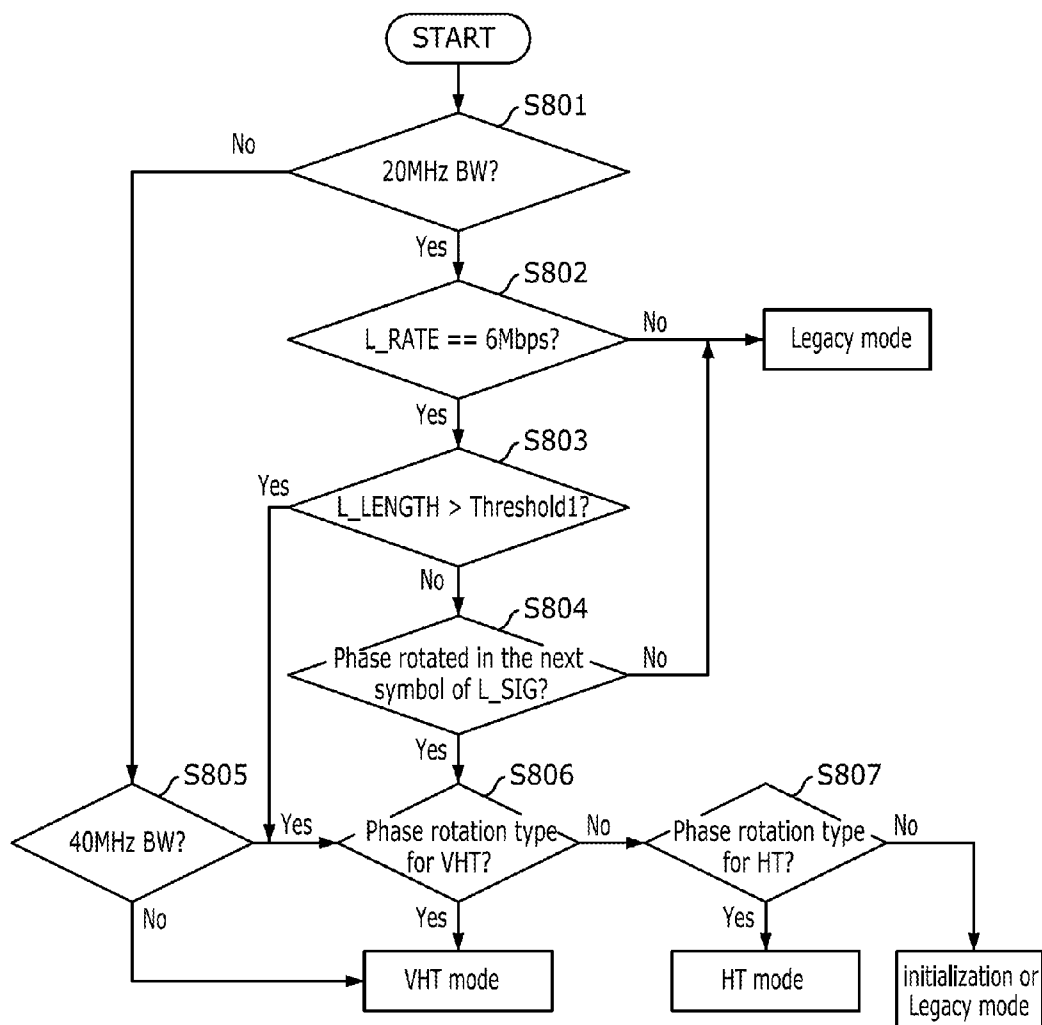 START
S801
No
20MHz BW?
Yes
S802
L_RATE == 6Mbps?
No
Legacy mode
Yes
S803
Yes
L_LENGTH > Threshold1?
No
S804
Phase rotated in the next
symbol of L_SIG?
No
Yes
S805
40MHz BW?
Yes
No
S806
Phase rotation type
for VHT?
No
Yes
S807
Phase rotation type
for HT?
No
Yes
VHT mode
HT mode
initialization or
Legacy mode